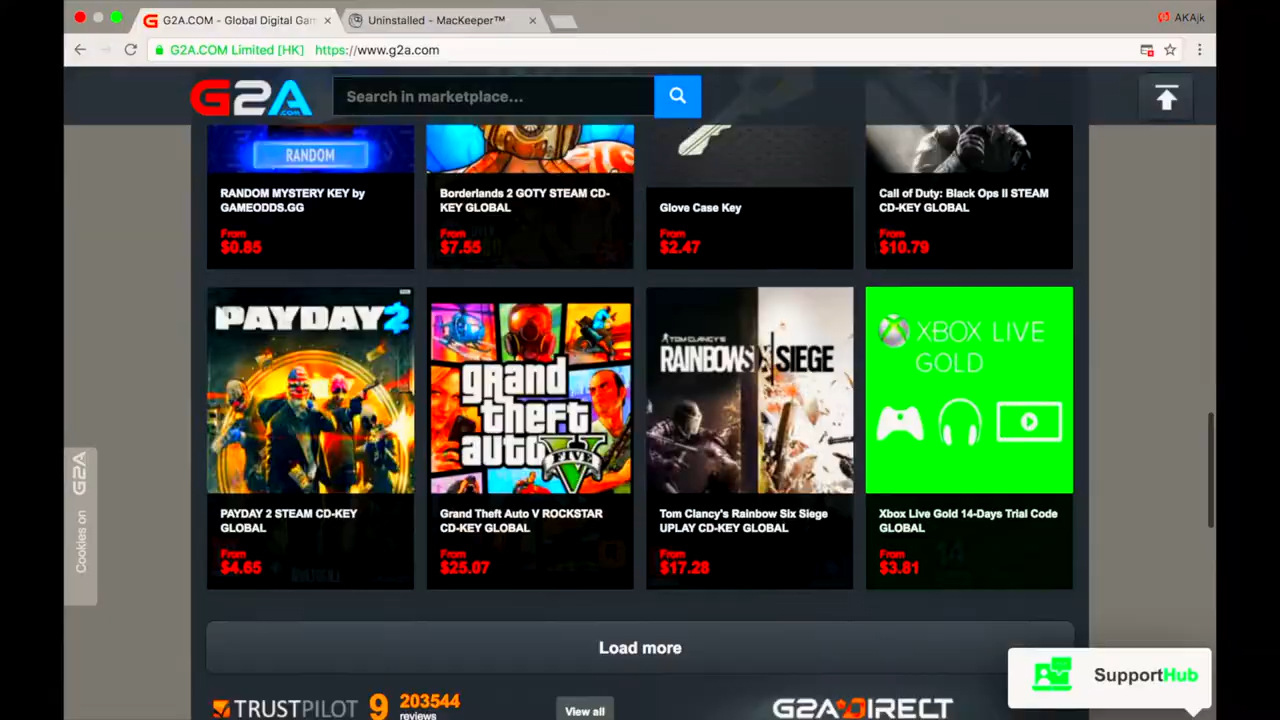 G2A.COM - Global Digital Gam
Uninstalled - MacKeeper™
AKAjk
G2A.COM Limited [HK] https://www.g2a.com
G2A.COM
Search in marketplace...
RANDOM
RANDOM MYSTERY KEY by
GAMEODDS.GG
From
$0.85
Borderlands 2 GOTY STEAM CD-
KEY GLOBAL
From
$7.55
Glove Case Key
From
$2.47
Call of Duty: Black Ops II STEAM
CD-KEY GLOBAL
From
$10.79
PAYDAY 2
PAYDAY 2 STEAM CD-KEY
GLOBAL
From
$4.65
grand
theft
auto
FIVE
Grand Theft Auto V ROCKSTAR
CD-KEY GLOBAL
From
$25.07
TOM CLANCY'S
RAINBOW SIX SIEGE
Tom Clancy's Rainbow Six Siege
UPLAY CD-KEY GLOBAL
From
$17.28
XBOX LIVE
GOLD
Xbox Live Gold 14-Days Trial Code
GLOBAL
From
$3.81
Cookies on G2A
Load more
TRUSTPILOT 9 203544
reviews
View all
G2A DIRECT
SupportHub